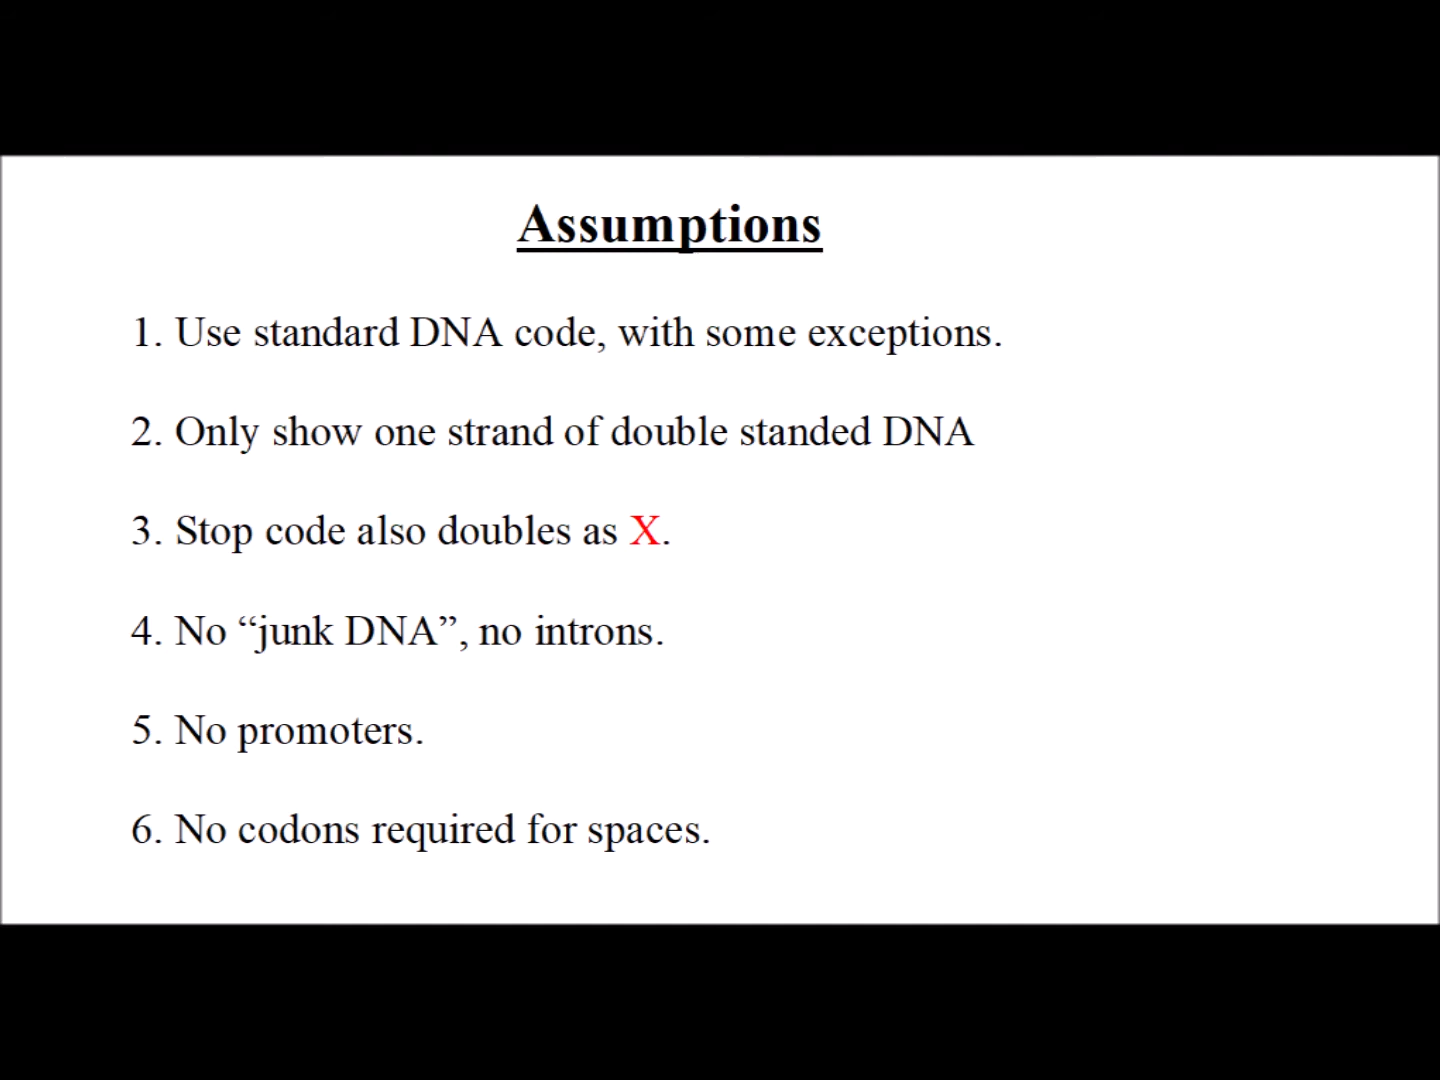 Assumptions
1. Use standard DNA code, with some exceptions.
2. Only show one strand of double standed DNA
3. Stop code also doubles as X.
4. No “junk DNA”, no introns.
5. No promoters.
6. No codons required for spaces.